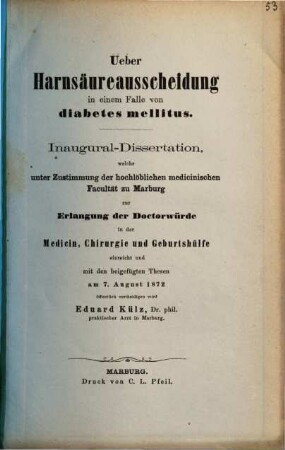 53
Ueber
Harnsäureausscheidung
in einem Falle von
diabetes mellitus.
Inaugural-Dissertation,
welche
unter Zustimmung der hochlöblichen medicinischen
Facultät zu Marburg
zur
Erlangung der Doctorwürde
in der
Medicin, Chirurgie und Geburtshülfe
einreicht und
mit den beigefügten Thesen
am 7. August 1872
öffentlich vertheidigen wird
Eduard Külz, Dr. phil.
praktischer Arzt in Marburg.
MARBURG.
Druck von C. L. Pfeil.